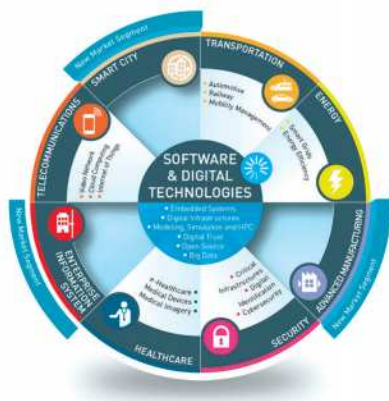 New Market Segment
SMART CITY
TRANSPORTATION
• Automotive
• Railway
• Mobility Management
ENERGY
• Smart Grids
• Energy Efficiency
New Market Segment
ADVANCED MANUFACTURING
SECURITY
• Critical
Infrastructures
• Digital
Identification
• Cybersecurity
HEALTHCARE
e-Healthcare •
Medical Devices •
Medical Imagery •
New Market Segment
ENTERPRISE
INFORMATION
SYSTEM
TELECOMMUNICATIONS
• Video Network
• Cloud Computing
• Internet of Things
SOFTWARE
& DIGITAL
TECHNOLOGIES
• Embedded Systems
• Digital Infrastructures
• Modeling, Simulation and HPC
• Digital Trust
• Open Source
• Big Data